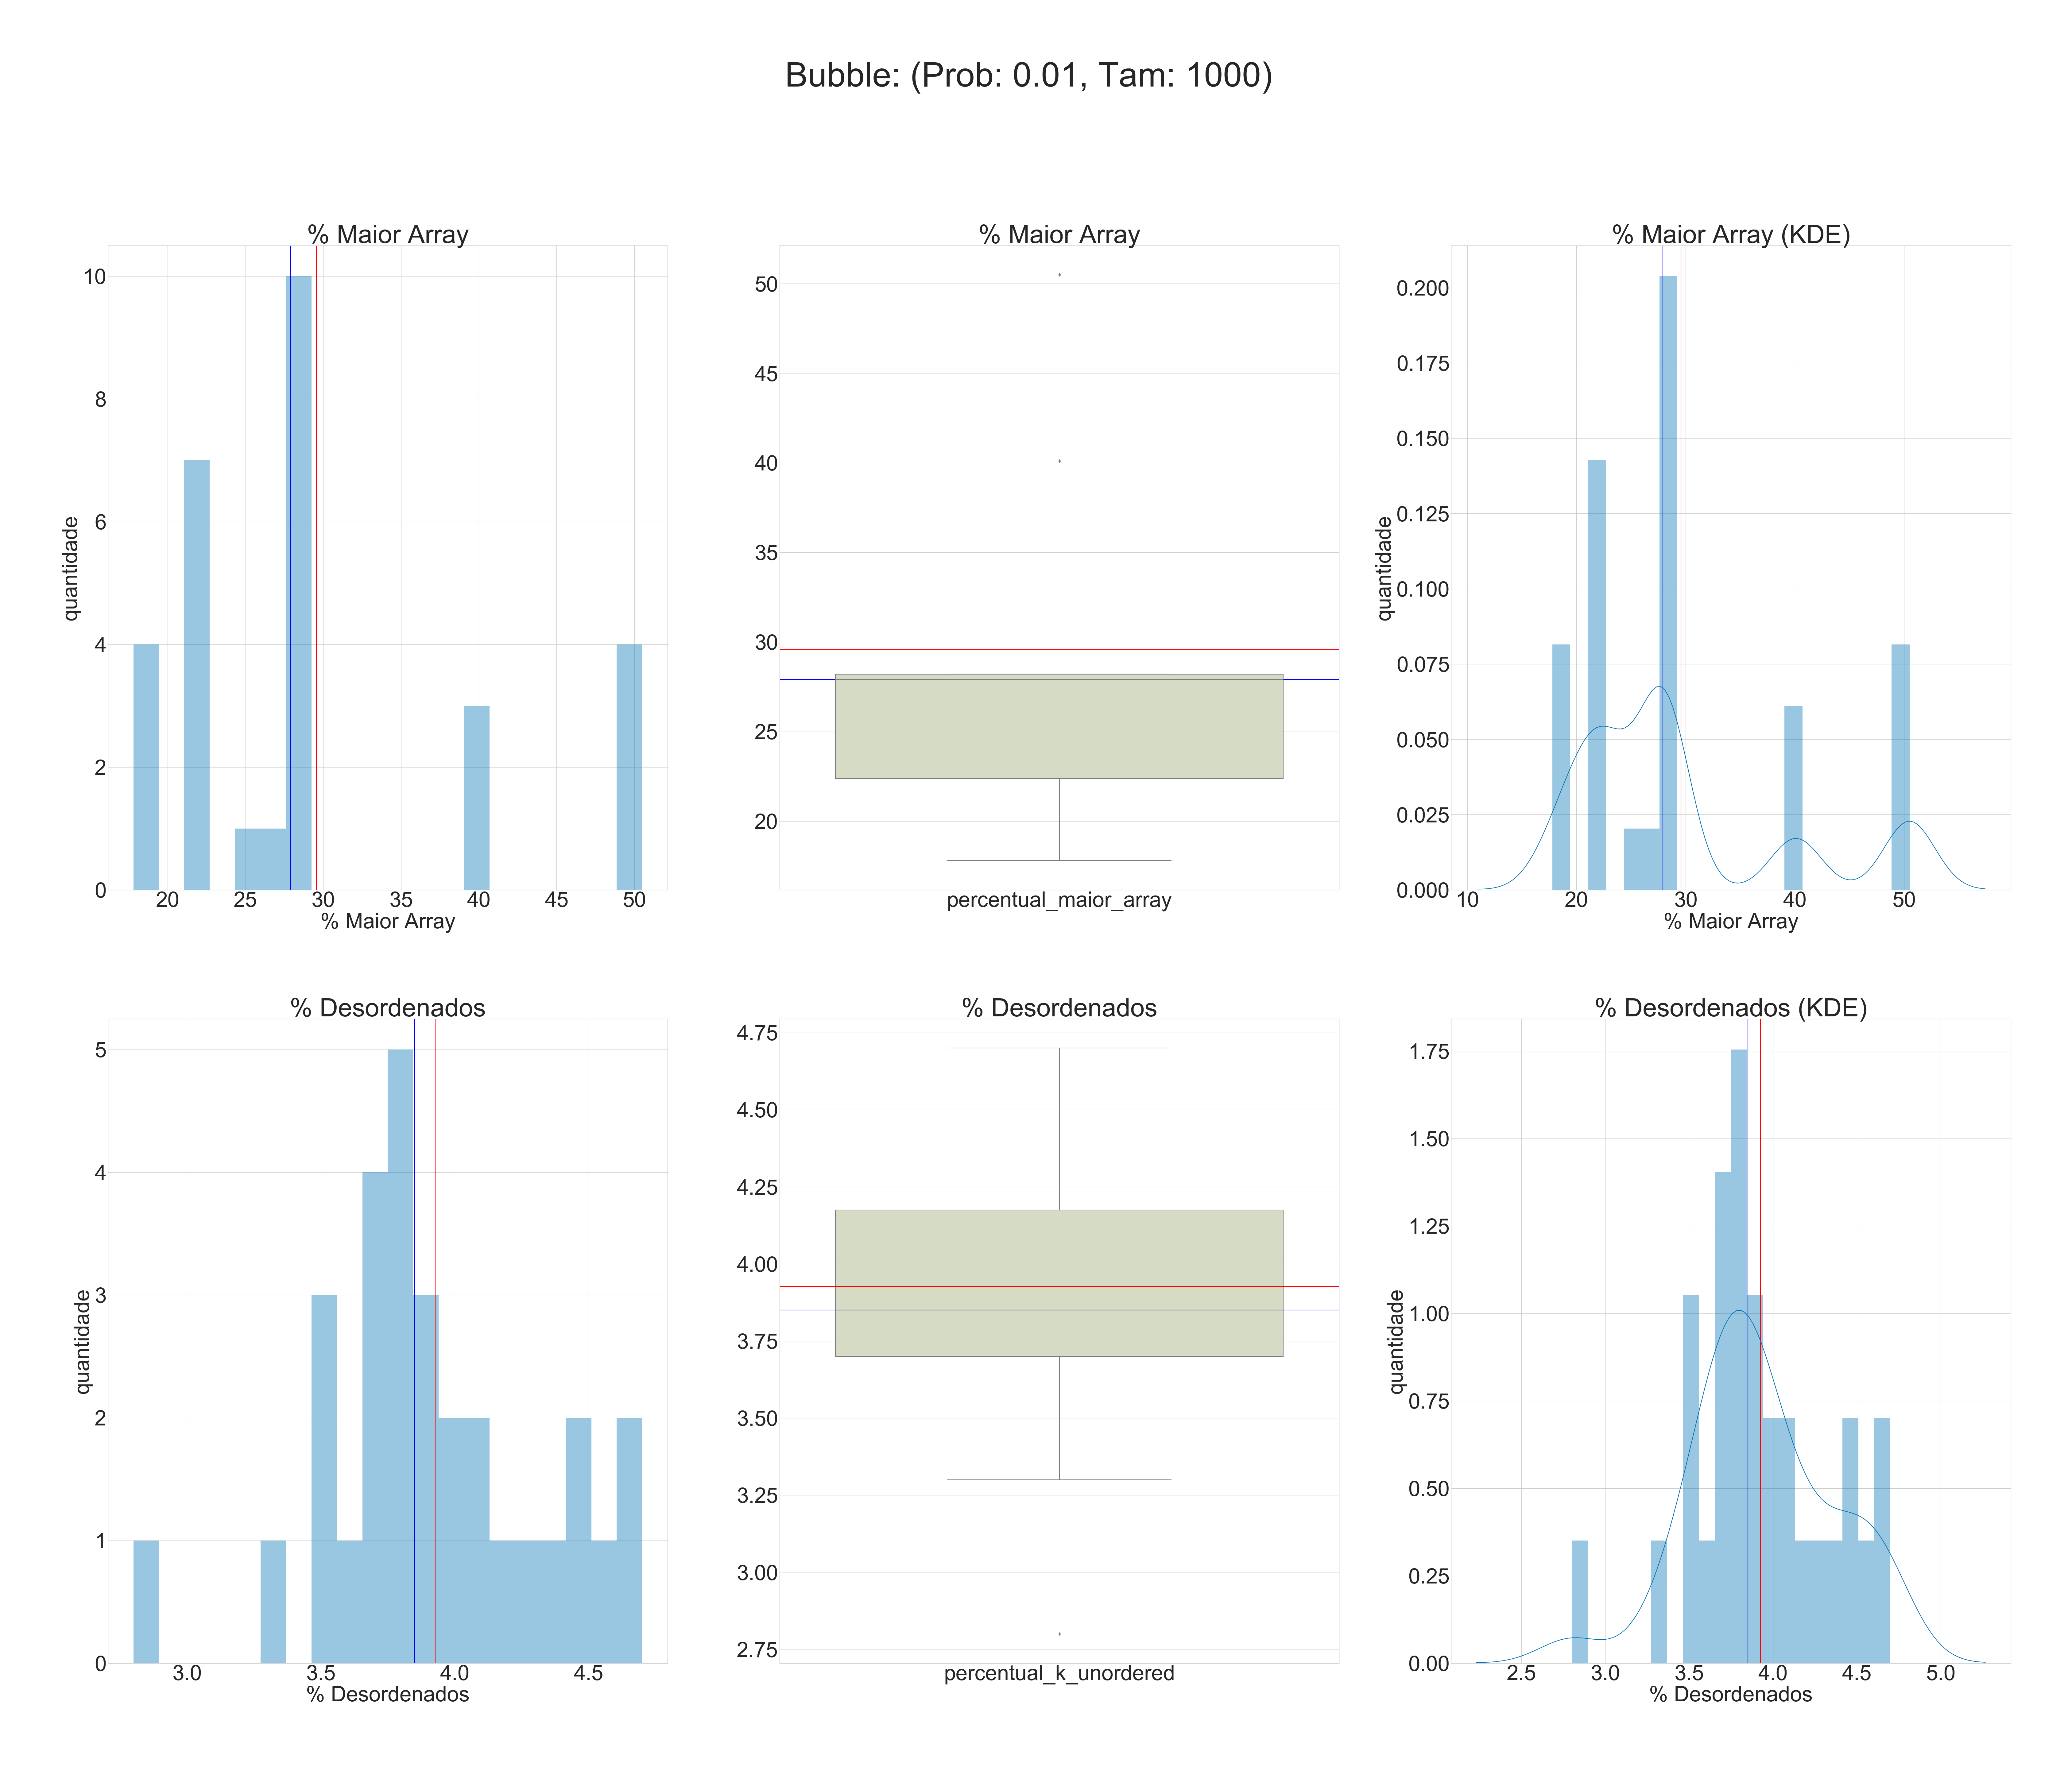 Bubble: (Prob: 0.01, Tam: 1000)
% Maior Array
10
8
6
4
2
0
quantidade
20 25 30 35 40 45 50
% Maior Array
% Maior Array
50
45
40
35
30
25
20
percentual_maior_array
% Maior Array (KDE)
0.200
0.175
0.150
0.125
0.100
0.075
0.050
0.025
0.000
quantidade
10 20 30 40 50
% Maior Array
% Desordenados
5
4
3
2
1
0
quantidade
3.0 3.5 4.0 4.5
% Desordenados
% Desordenados
4.75
4.50
4.25
4.00
3.75
3.50
3.25
3.00
2.75
percentual_k_unordered
% Desordenados (KDE)
1.75
1.50
1.25
1.00
0.75
0.50
0.25
0.00
quantidade
2.5 3.0 3.5 4.0 4.5 5.0
% Desordenados